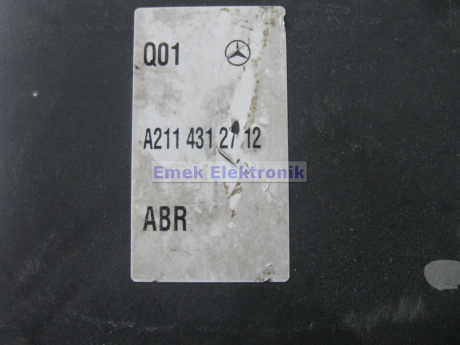 Q01
A211 431 27 12
Emek Elektronik
ABR